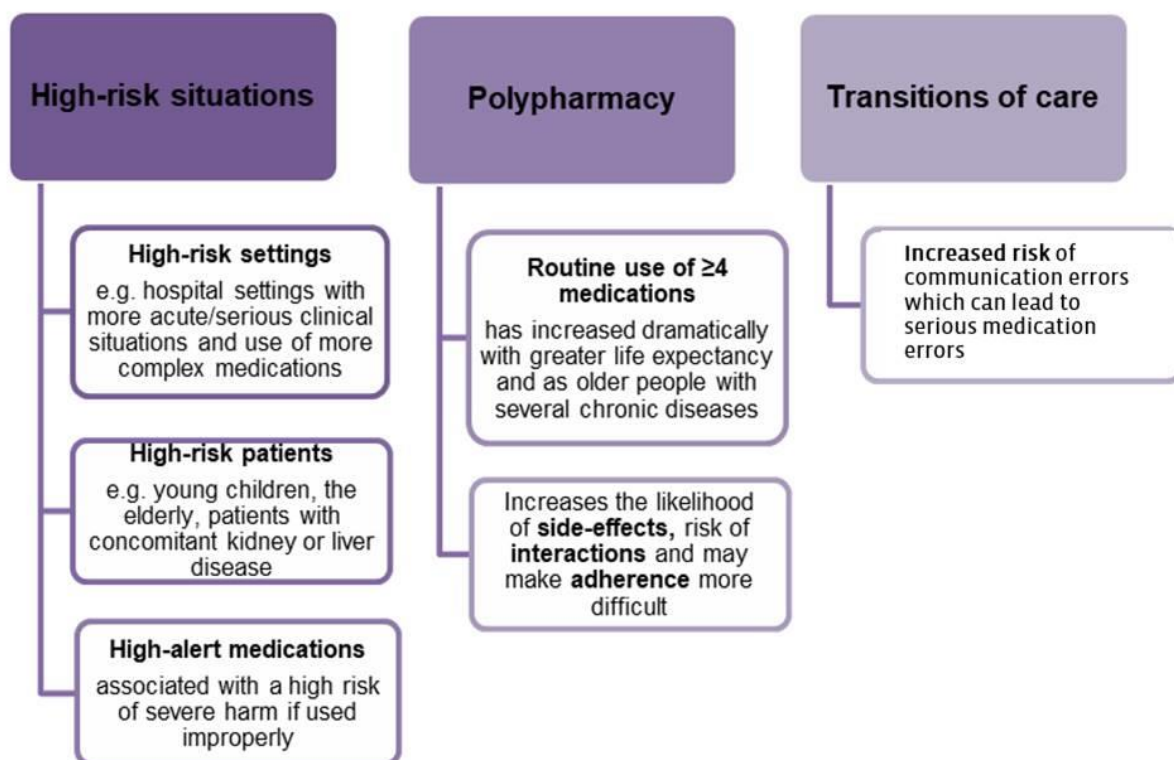 High-risk situations
High-risk settings
e.g. hospital settings with
more acute/serious clinical
situations and use of more
complex medications
High-risk patients
e.g. young children, the
elderly, patients with
concomitant kidney or liver
disease
High-alert medications
associated with a high risk
of severe harm if used
improperly
Polypharmacy
Routine use of ≥4
medications
has increased dramatically
with greater life expectancy
and as older people with
several chronic diseases
Increases the likelihood
of side-effects, risk of
interactions and may
make adherence more
difficult
Transitions of care
Increased risk of
communication errors
which can lead to
serious medication
errors